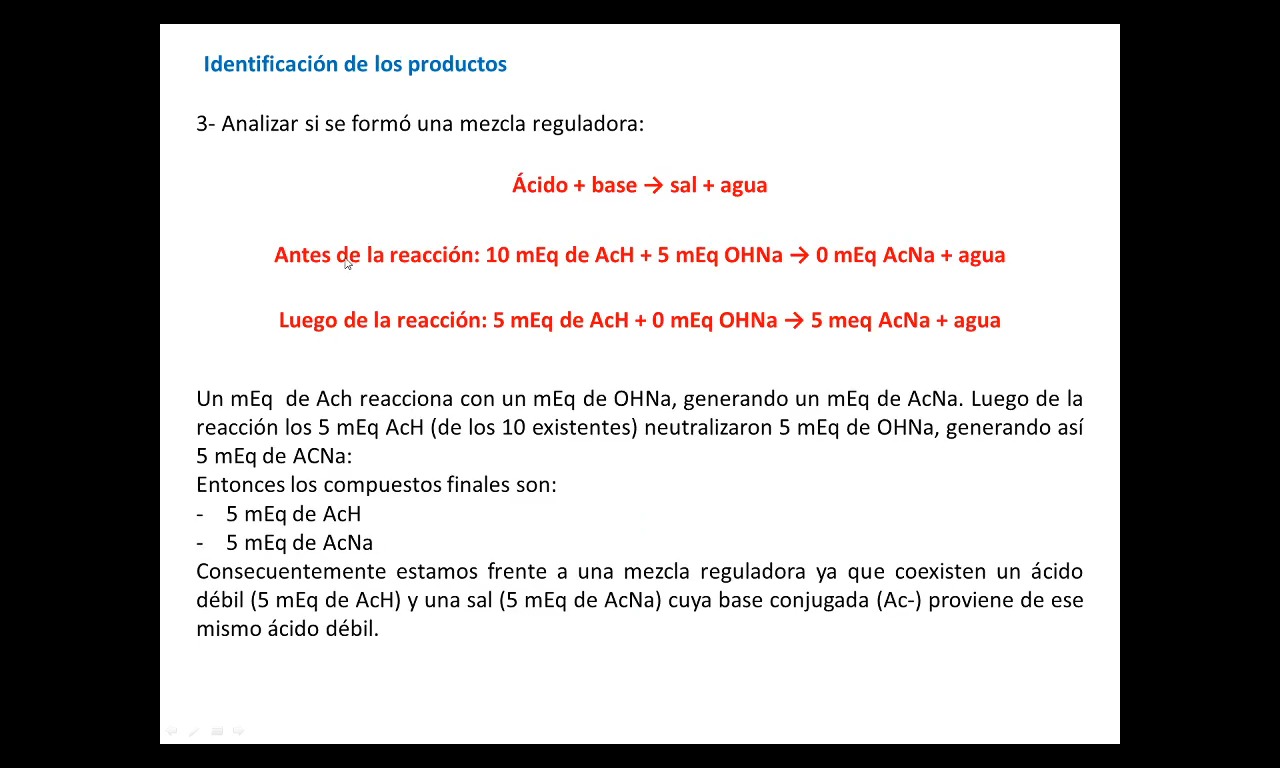 Identificación de los productos
3- Analizar si se formó una mezcla reguladora:
Ácido + base → sal + agua
Antes de la reacción: 10 mEq de AcH + 5 mEq OHNa → 0 mEq AcNa + agua
Luego de la reacción: 5 mEq de AcH + 0 mEq OHNa → 5 meq AcNa + agua
Un mEq  de Ach reacciona con un mEq de OHNa, generando un mEq de AcNa. Luego de la
reacción los 5 mEq AcH (de los 10 existentes) neutralizaron 5 mEq de OHNa, generando así
5 mEq de ACNa:
Entonces los compuestos finales son:
- 5 mEq de AcH
- 5 mEq de AcNa
Consecuentemente estamos frente a una mezcla reguladora ya que coexisten un ácido
débil (5 mEq de AcH) y una sal (5 mEq de AcNa) cuya base conjugada (Ac-) proviene de ese
mismo ácido débil.